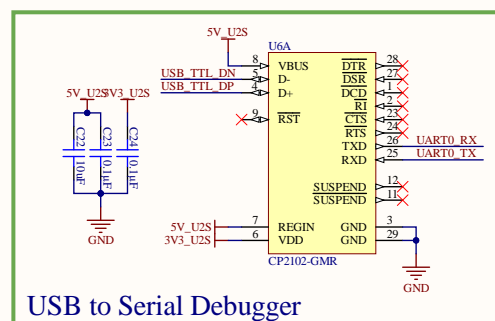 5V_U2S
U6A
8 VBUS DTR 28
USB_TTL_DN 5 D- DSR 27
USB_TTL_DP 4 D+ DCD 1
RI 2
9 RST CTS 23
RTS 24
TXD 26 UART0_RX
RXD 25 UART0_TX
SUSPEND 12
SUSPEND 11
5V_U2S 3V3_U2S
C22 10uF
C23 0.1µF
C24 0.1µF
GND
5V_U2S 7 REGIN GND 3
3V3_U2S 6 VDD GND 29
CP2102-GMR
GND
USB to Serial Debugger